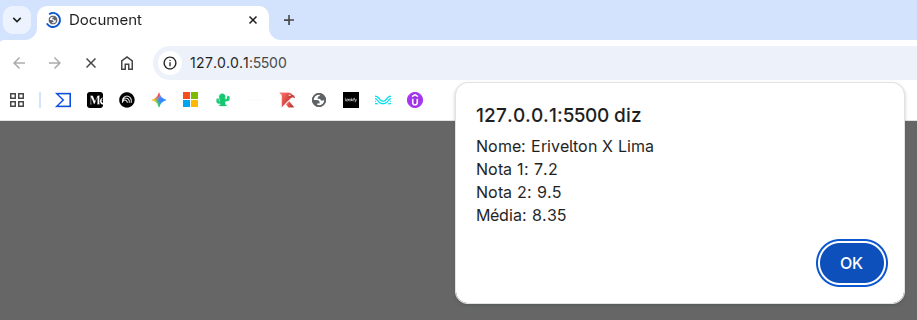 Document
127.0.0.1:5500
127.0.0.1:5500 diz
Nome: Erivelton X Lima
Nota 1: 7.2
Nota 2: 9.5
Média: 8.35
OK